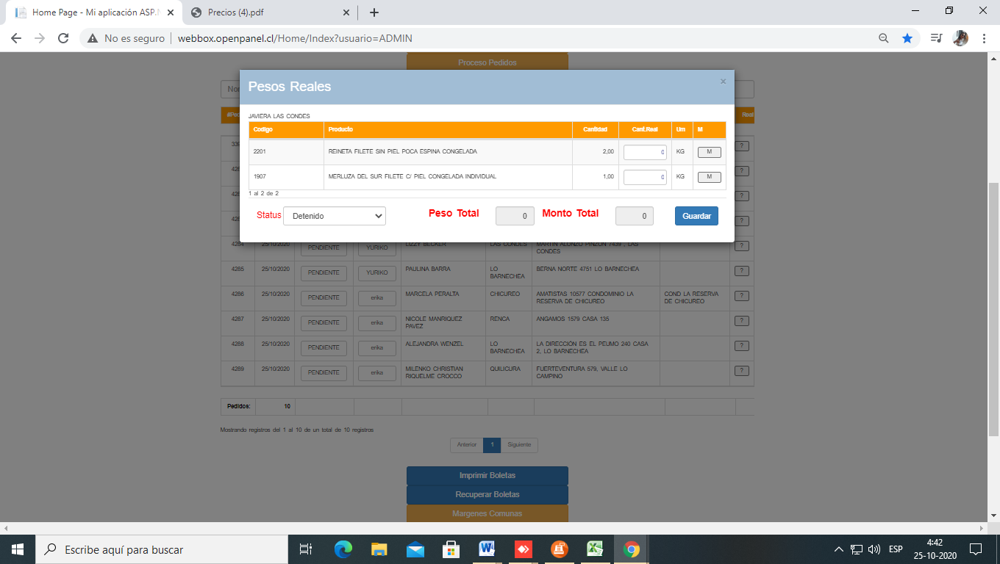 Home Page - Mi aplicación ASP.N
Precios (4).pdf
No es seguro
webbox.openpanel.cl/Home/Index?usuario=ADMIN
Proceso Pedidos
Pesos Reales
×
JAVIERA LAS CONDES
Codigo Producto Cantidad Cant.Real Um M
2201 REINETA FILETE SIN PIEL POCA ESPINA CONGELADA 2,00 0 KG M
1907 MERLUZA DEL SUR FILETE C/ PIEL CONGELADA INDIVIDUAL 1,00 0 KG M
1 al 2 de 2
Status Detenido Peso Total 0 Monto Total 0 Guardar
Real
?
?
?
?
4284 25/10/2020 PENDIENTE YURIKO LIZZY BECKER LAS CONDES MARTIN ALONZO PINZON 7439 , LAS CONDES ?
4285 25/10/2020 PENDIENTE YURIKO PAULINA BARRA LO BARNECHEA BERNA NORTE 4751 LO BARNECHEA ?
4286 25/10/2020 PENDIENTE erika MARCELA PERALTA CHICUREO AMATISTAS 10577 CONDOMINIO LA RESERVA DE CHICUREO COND LA RESERVA DE CHICUREO ?
4287 25/10/2020 PENDIENTE erika NICOLE MANRIQUEZ PAVEZ RENCA ANGAMOS 1579 CASA 135 ?
4288 25/10/2020 PENDIENTE erika ALEJANDRA WENZEL LO BARNECHEA LA DIRECCIÓN ES EL PEUMO 240 CASA 2, LO BARNECHEA ?
4289 25/10/2020 PENDIENTE erika MILENKO CHRISTIAN RIQUELME CROCCO QUILICURA FUERTEVENTURA 579, VALLE LO CAMPINO ?
Pedidos: 10
Mostrando registros del 1 al 10 de un total de 10 registros
Anterior 1 Siguiente
Imprimir Boletas
Recuperar Boletas
Margenes Comunas
Escribe aquí para buscar
ESP
4:42
25-10-2020